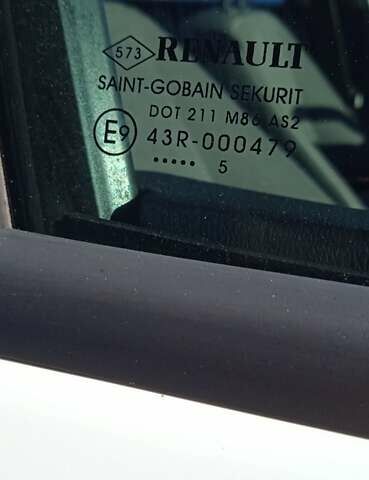 573 RENAULT
SAINT-GOBAIN SEKURIT
DOT 211 M86 AS2
E9 43R-000479
••••• 5